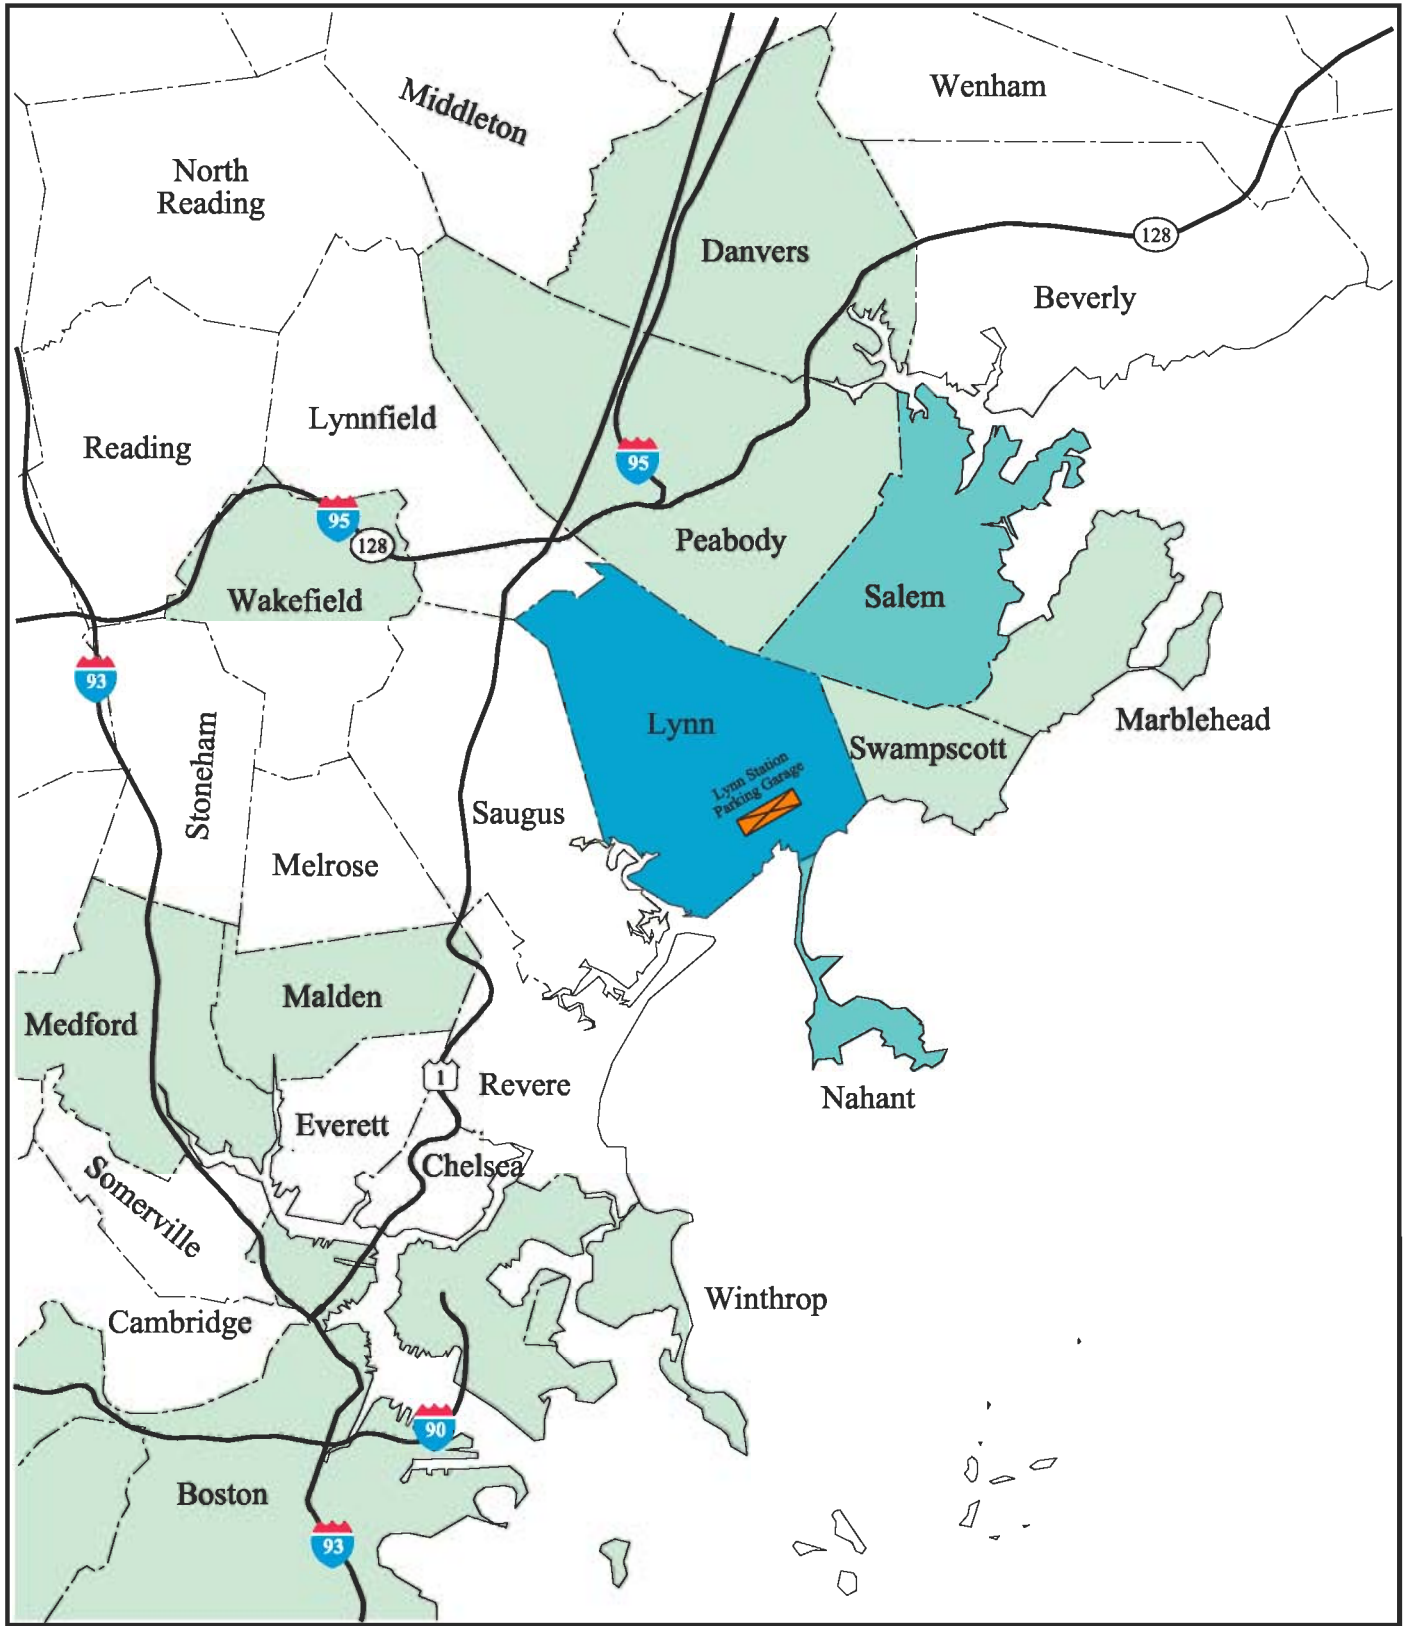 Middleton
Wenham
North
Reading
Danvers
128
Beverly
Lynnfield
Reading
95
95
128
Peabody
Wakefield
Salem
93
Lynn
Marblehead
Stoneham
Swampscott
Lynn Station
Parking Garage
Saugus
Melrose
Malden
Medford
1
Revere
Nahant
Everett
Chelsea
Somerville
Winthrop
Cambridge
90
Boston
93